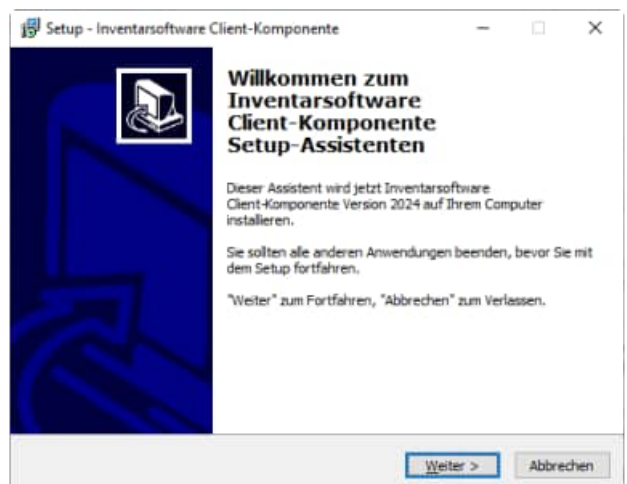 Setup - Inventarsoftware Client-Komponente
Willkommen zum
Inventarsoftware
Client-Komponente
Setup-Assistenten
Dieser Assistent wird jetzt Inventarsoftware
Client-Komponente Version 2024 auf Ihrem Computer
installieren.
Sie sollten alle anderen Anwendungen beenden, bevor Sie mit
dem Setup fortfahren.
"Weiter" zum Fortfahren, "Abbrechen" zum Verlassen.
Weiter > Abbrechen